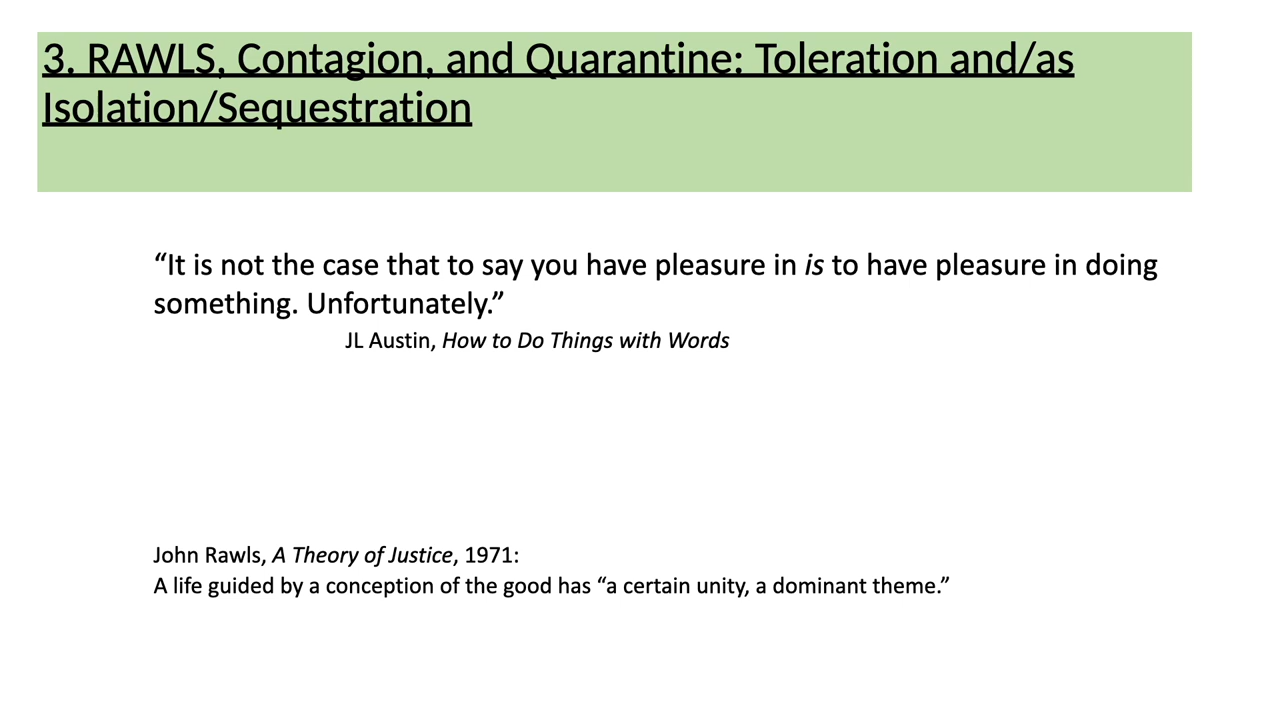 3. RAWLS, Contagion, and Quarantine: Toleration and/as
Isolation/Sequestration
“It is not the case that to say you have pleasure in is to have pleasure in doing
something. Unfortunately.”
JL Austin, How to Do Things with Words
John Rawls, A Theory of Justice, 1971:
A life guided by a conception of the good has “a certain unity, a dominant theme.”